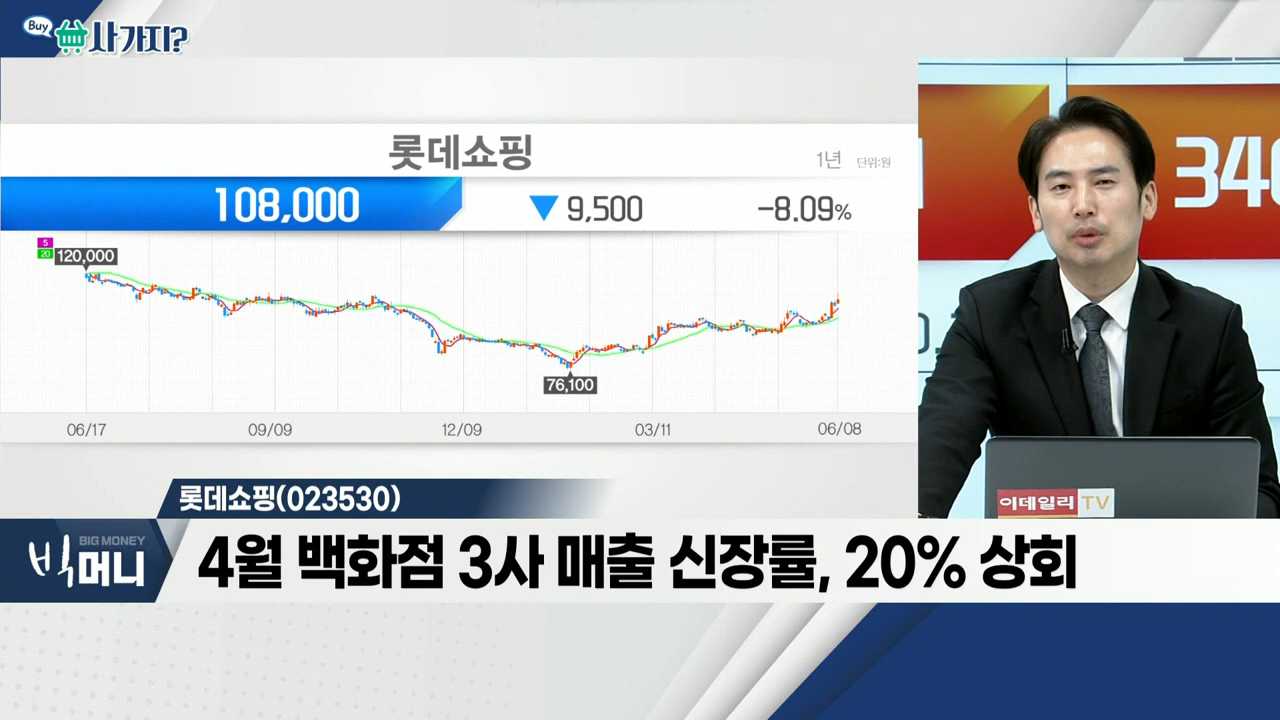 Buy 사가지?
롯데쇼핑
1년 단위:원
108,000 ▼ 9,500 -8.09%
5
20
120,000
76,100
06/17 09/09 12/09 03/11 06/08
이데일리 TV
롯데쇼핑(023530)
BIG MONEY
빅머니
4월 백화점 3사 매출 신장률, 20% 상회